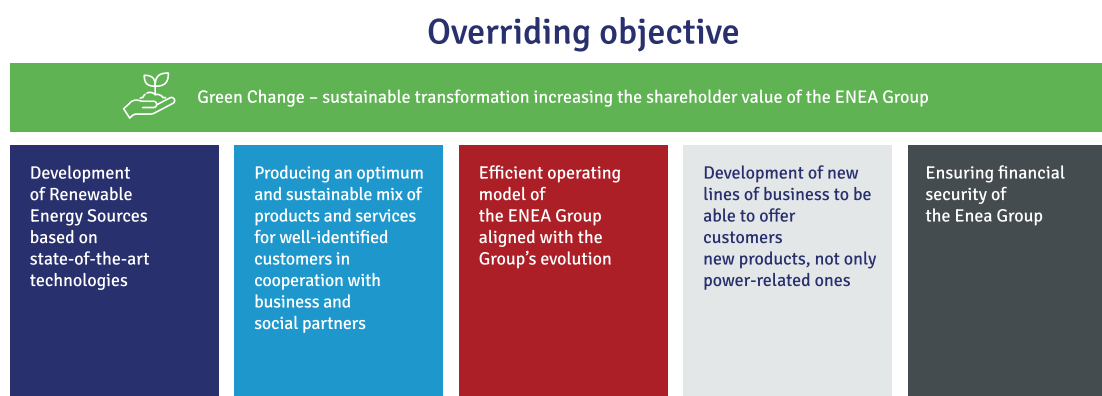 Overriding objective
Green Change – sustainable transformation increasing the shareholder value of the ENEA Group
Development
of Renewable
Energy Sources
based on
state-of-the-art
technologies
Producing an optimum
and sustainable mix of
products and services
for well-identified
customers in
cooperation with
business and
social partners
Efficient operating
model of
the ENEA Group
aligned with the
Group's evolution
Development of new
lines of business to be
able to offer
customers
new products, not only
power-related ones
Ensuring financial
security of
the Enea Group